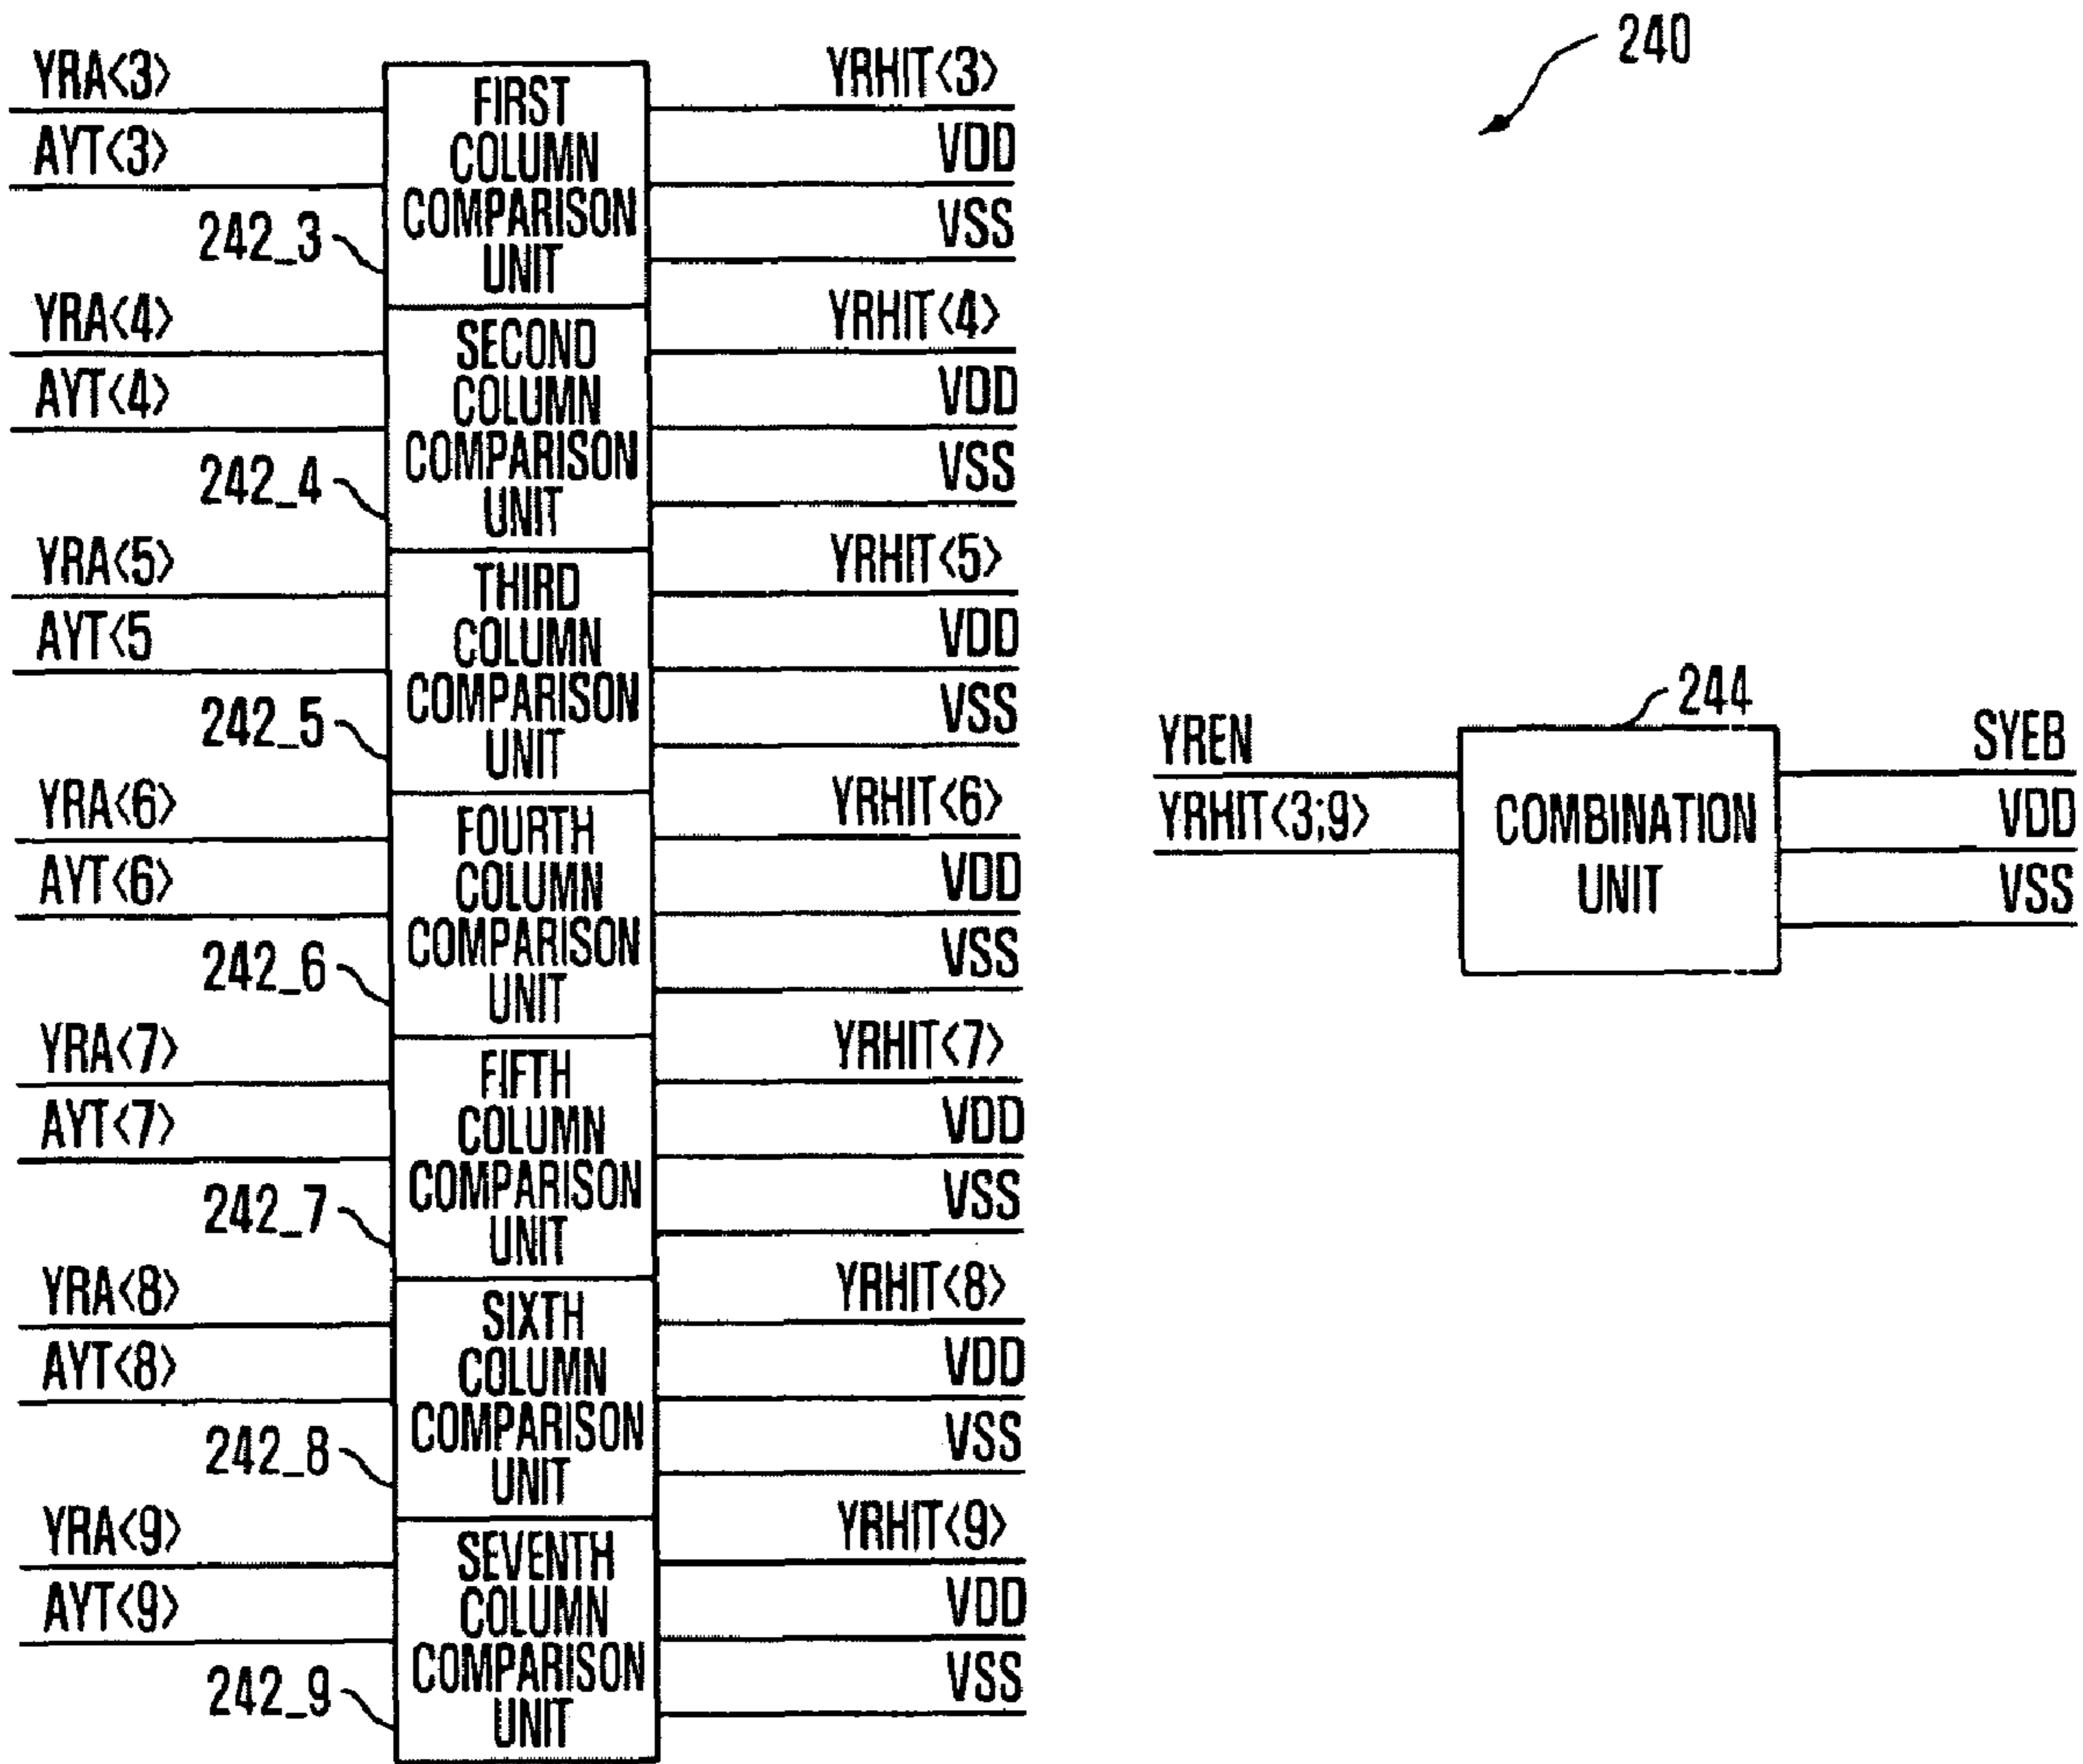 240
YRA<3>
AYT<3>
242_3
FIRST
COLUMN
COMPARISON
UNIT
YRHIT<3>
VDD
VSS
YRA<4>
AYT<4>
242_4
SECOND
COLUMN
COMPARISON
UNIT
YRHIT<4>
VDD
VSS
YRA<5>
AYT<5
242_5
THIRD
COLUMN
COMPARISON
UNIT
YRHIT<5>
VDD
VSS
YRA<6>
AYT<6>
242_6
FOURTH
COLUMN
COMPARISON
UNIT
YRHIT<6>
VDD
VSS
YRA<7>
AYT<7>
242_7
FIFTH
COLUMN
COMPARISON
UNIT
YRHIT<7>
VDD
VSS
YRA<8>
AYT<8>
242_8
SIXTH
COLUMN
COMPARISON
UNIT
YRHIT<8>
VDD
VSS
YRA<9>
AYT<9>
242_9
SEVENTH
COLUMN
COMPARISON
UNIT
YRHIT<9>
VDD
VSS
244
YREN
YRHIT<3;9>
COMBINATION
UNIT
SYEB
VDD
VSS